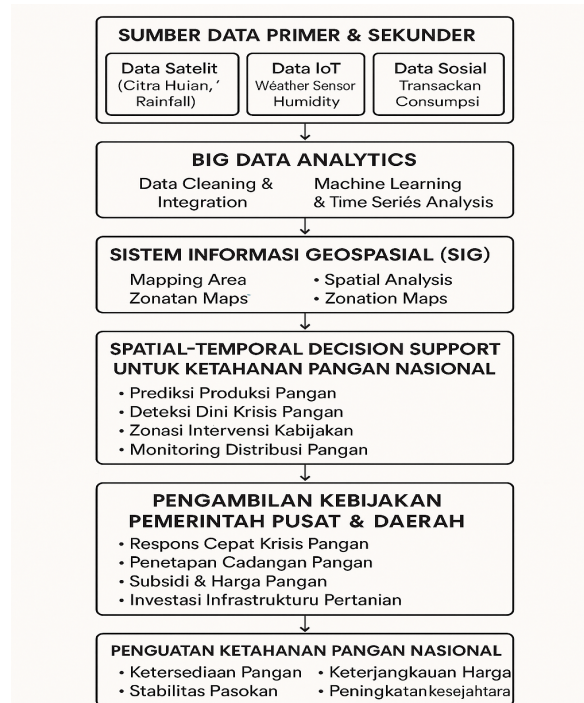 SUMBER DATA PRIMER & SEKUNDER
Data Satelit
(Citra Huian, ‘
Rainfall)
Data IoT
Wéather Sensor
Humidity
Data Sosial
Transackan
Consumpsi
BIG DATA ANALYTICS
Data Cleaning &
Integration
Machine Learning
& Time Seriés Analysis
SISTEM INFORMASI GEOSPASIAL (SIG)
Mapping Area
Zonatan Maps
• Spatial Analysis
• Zonation Maps
SPATIAL-TEMPORAL DECISION SUPPORT
UNTUK KETAHANAN PANGAN NASIONAL
• Prediksi Produksi Pangan
• Deteksi Dini Krisis Pangan
• Zonasi Intervensi Kabijakan
• Monitoring Distribusi Pangan
PENGAMBILAN KEBIJAKAN
PEMERINTAH PUSAT & DAERAH
• Respons Cepat Krisis Pangan
• Penetapan Cadangan Pangan
• Subsidi & Harga Pangan
• Investasi Infrastrukturu Pertanian
PENGUATAN KETAHANAN PANGAN NASIONAL
• Ketersediaan Pangan
• Stabilitas Pasokan
• Keterjangkauan Harga
• Peningkatankesejahtara